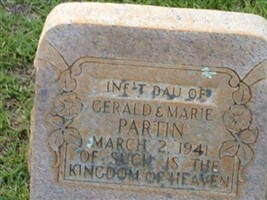 INF'T DAU OF
GERALD & MARIE
PARTIN
MARCH 2, 1941
OF SUCH IS THE
KINGDOM OF HEAVEN